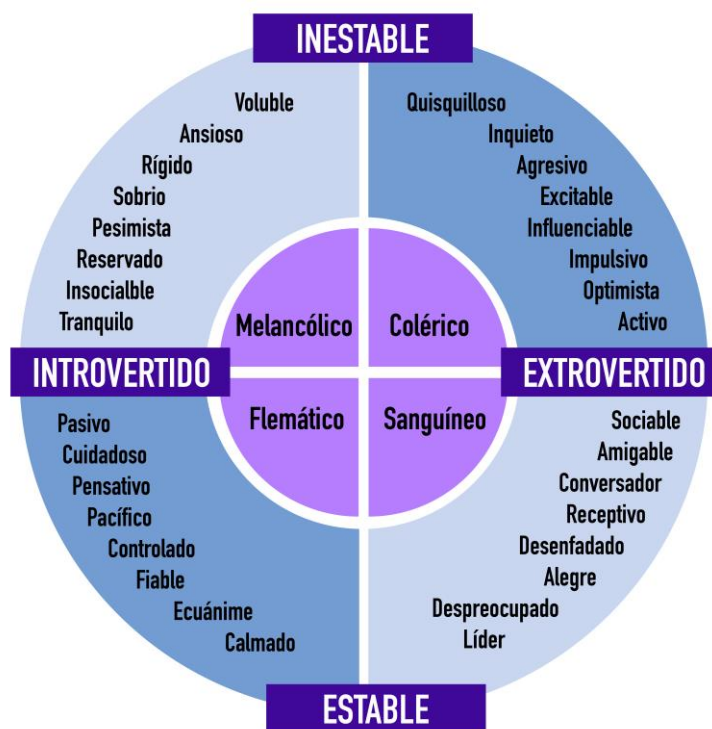 INESTABLE
Voluble
Ansioso
Rígido
Sobrio
Pesimista
Reservado
Insocialble
Tranquilo
Quisquilloso
Inquieto
Agresivo
Excitable
Influenciable
Impulsivo
Optimista
Activo
Melancólico
Colérico
INTROVERTIDO
EXTROVERTIDO
Flemático
Sanguíneo
Pasivo
Cuidadoso
Pensativo
Pacífico
Controlado
Fiable
Ecuánime
Calmado
Sociable
Amigable
Conversador
Receptivo
Desenfadado
Alegre
Despreocupado
Líder
ESTABLE